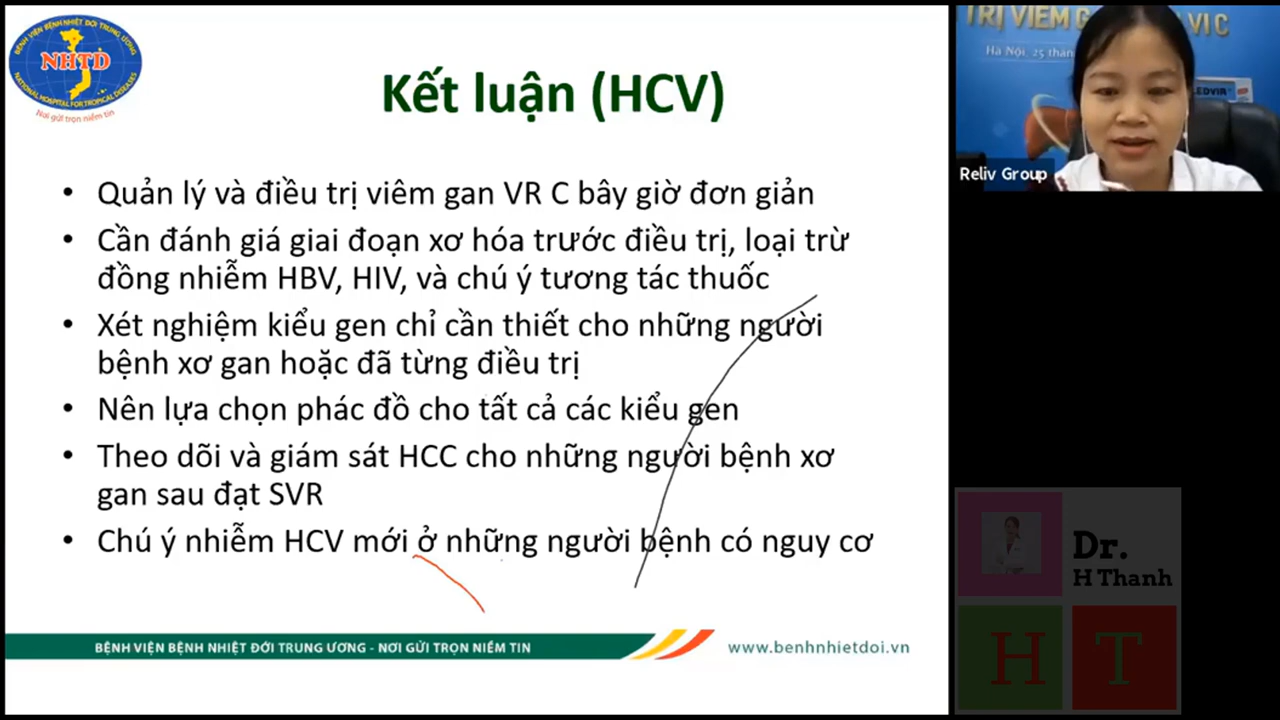 BỆNH VIỆN BỆNH NHIỆT ĐỚI TRUNG ƯƠNG
NHTD
NATIONAL HOSPITAL FOR TROPICAL DISEASES
Nơi gửi trọn niềm tin
Kết luận (HCV)
• Quản lý và điều trị viêm gan VR C bây giờ đơn giản
• Cần đánh giá giai đoạn xơ hóa trước điều trị, loại trừ
đồng nhiễm HBV, HIV, và chú ý tương tác thuốc
• Xét nghiệm kiểu gen chỉ cần thiết cho những người
bệnh xơ gan hoặc đã từng điều trị
• Nên lựa chọn phác đồ cho tất cả các kiểu gen
• Theo dõi và giám sát HCC cho những người bệnh xơ
gan sau đạt SVR
• Chú ý nhiễm HCV mới ở những người bệnh có nguy cơ
BỆNH VIỆN BỆNH NHIỆT ĐỚI TRUNG ƯƠNG - NƠI GỬI TRỌN NIỀM TIN
www.benhnhietdoi.vn
TRỊ VIÊM G VI C
Hà Nội, 25 thán
LEDVIR
Reliv Group
Dr.
H Thanh
H T